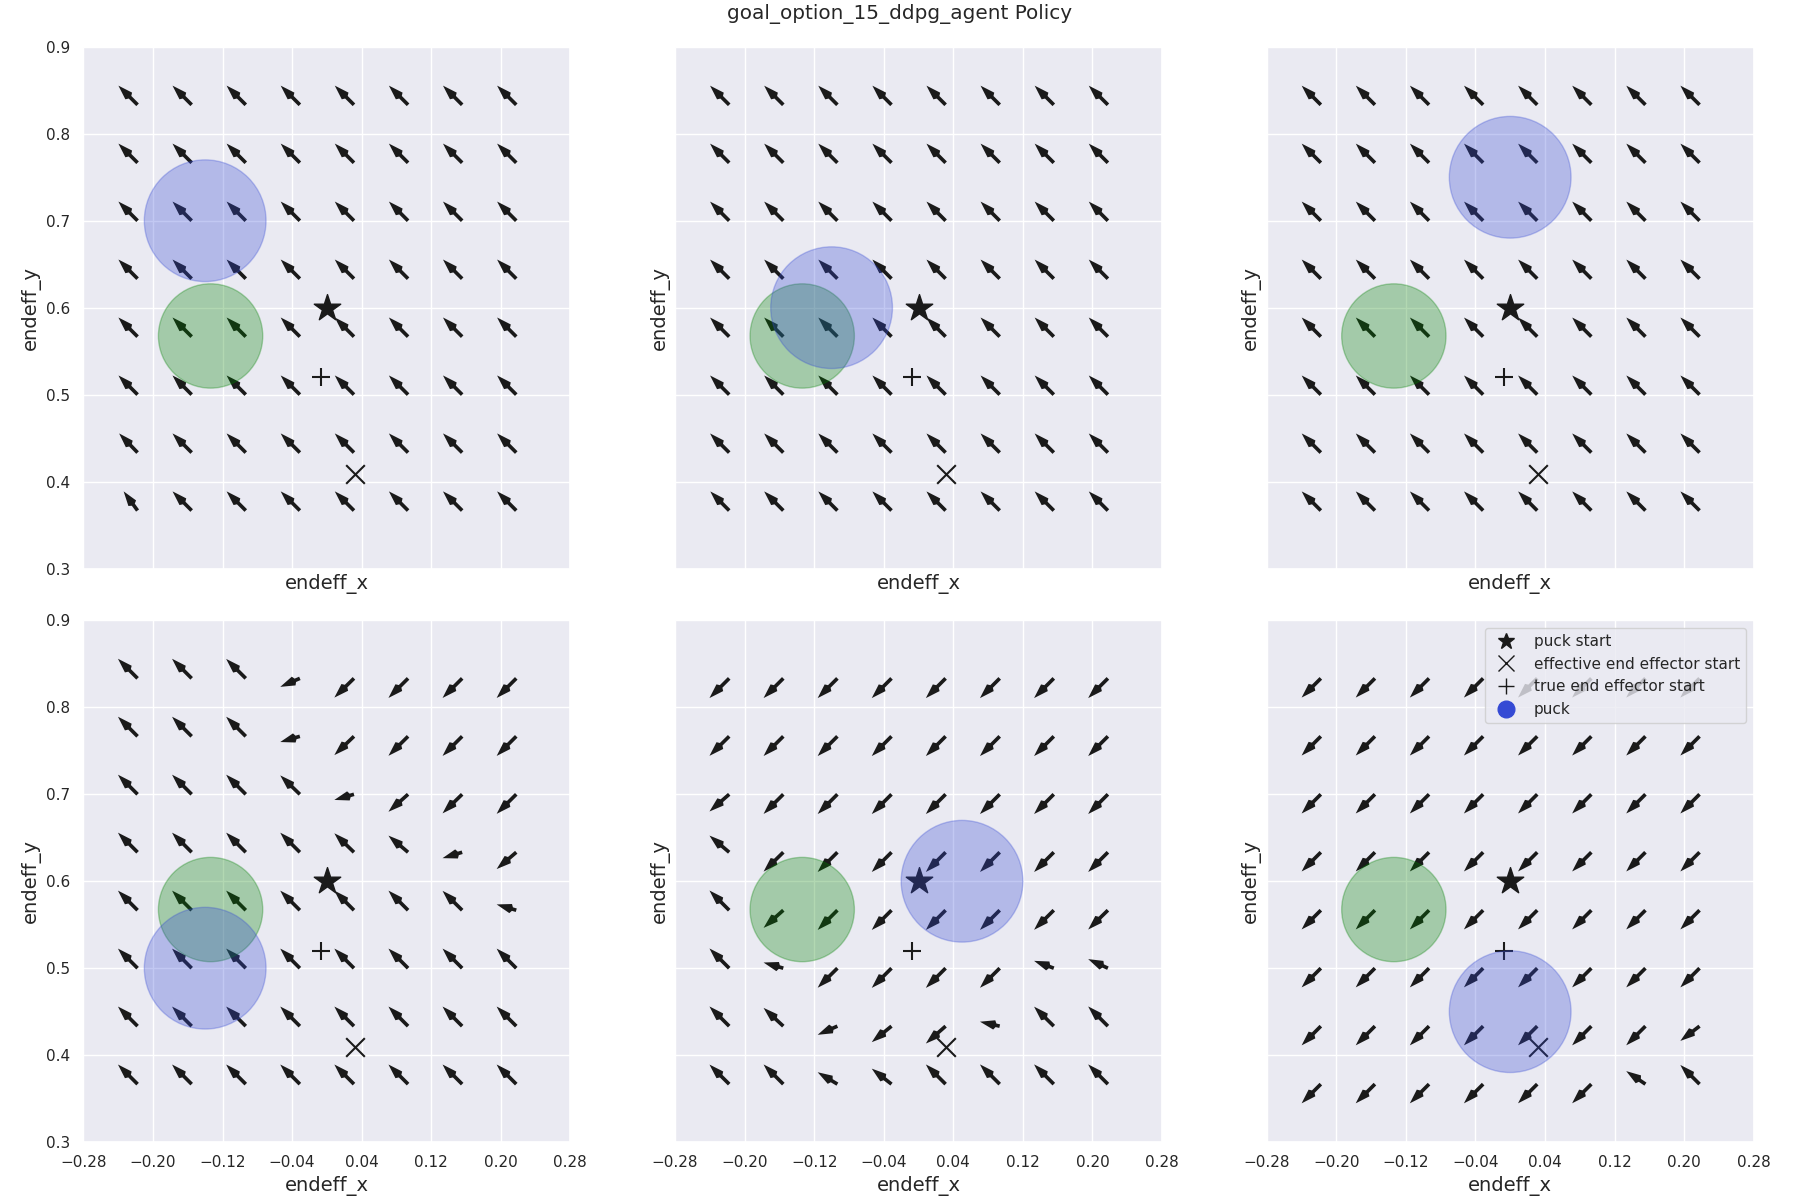 goal_option_15_ddpg_agent Policy
0.9
0.8
0.7
0.6
0.5
0.4
0.3
endeff_y
endeff_x
endeff_y
endeff_x
endeff_y
endeff_x
0.9
0.8
0.7
0.6
0.5
0.4
0.3
endeff_y
−0.28 −0.20 −0.12 −0.04 0.04 0.12 0.20 0.28
endeff_x
endeff_y
−0.28 −0.20 −0.12 −0.04 0.04 0.12 0.20 0.28
endeff_x
puck start
effective end effector start
true end effector start
puck
endeff_y
−0.28 −0.20 −0.12 −0.04 0.04 0.12 0.20 0.28
endeff_x